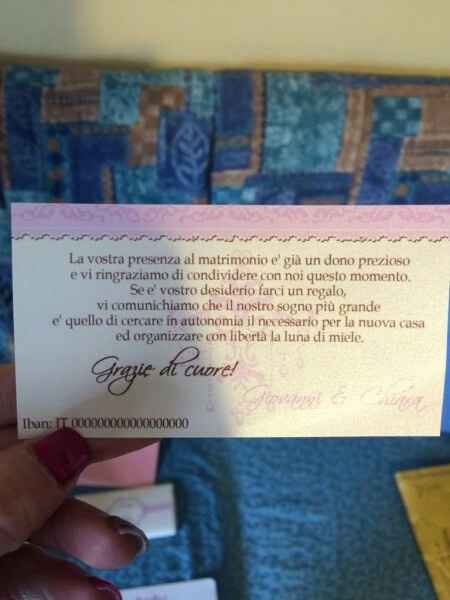 La vostra presenza al matrimonio e' già un dono prezioso
e vi ringraziamo di condividere con noi questo momento.
Se e' vostro desiderio farci un regalo,
vi comunichiamo che il nostro sogno più grande
e' quello di cercare in autonomia il necessario per la nuova casa
ed organizzare con libertà la luna di miele.
Grazie di cuore!
Giovanni & Chiara
Iban: IT 000000000000000000